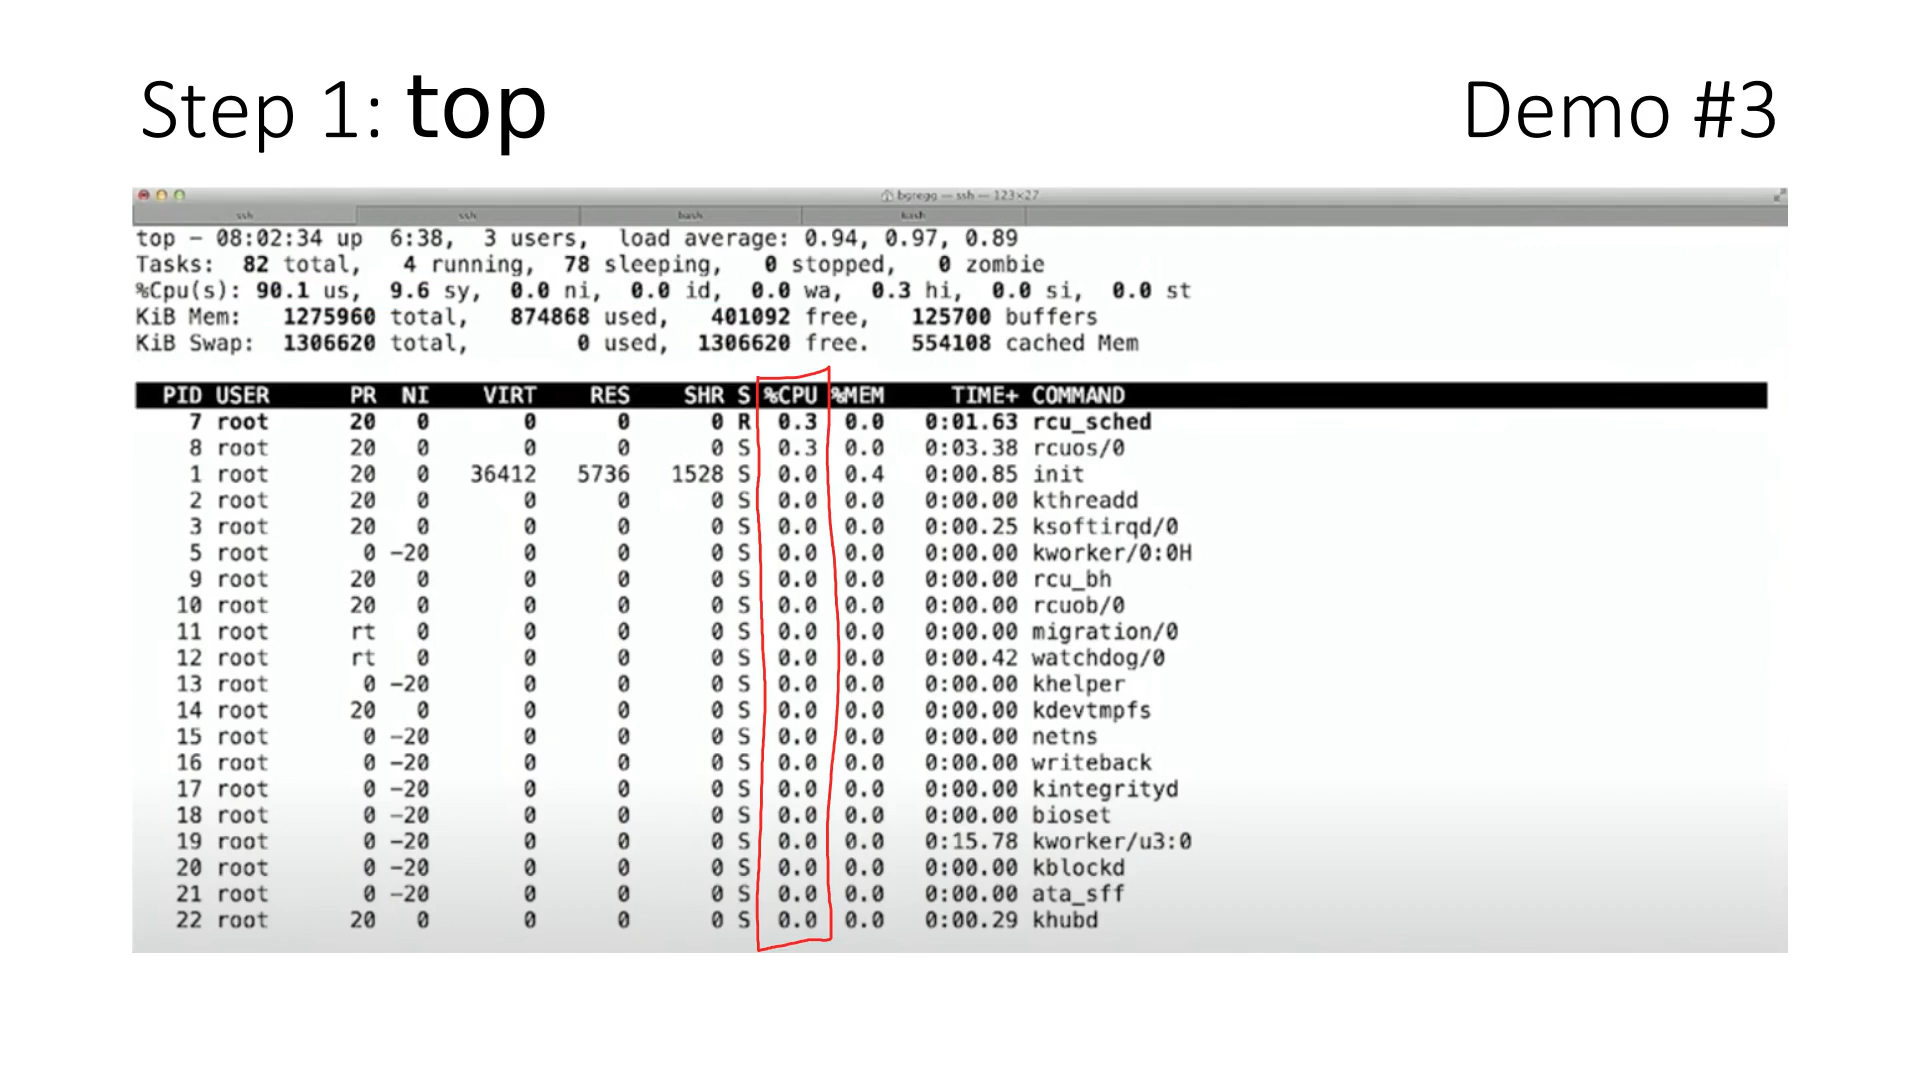 Step 1: top
Demo #3
bgregg — ssh — 123×27
ssh ssh bash bash
top - 08:02:34 up 6:38, 3 users, load average: 0.94, 0.97, 0.89
Tasks: 82 total, 4 running, 78 sleeping, 0 stopped, 0 zombie
%Cpu(s): 90.1 us, 9.6 sy, 0.0 ni, 0.0 id, 0.0 wa, 0.3 hi, 0.0 si, 0.0 st
KiB Mem: 1275960 total, 874868 used, 401092 free, 125700 buffers
KiB Swap: 1306620 total, 0 used, 1306620 free. 554108 cached Mem
PID USER PR NI VIRT RES SHR S %CPU %MEM TIME+ COMMAND
7 root 20 0 0 0 0 R 0.3 0.0 0:01.63 rcu_sched
8 root 20 0 0 0 0 S 0.3 0.0 0:03.38 rcuos/0
1 root 20 0 36412 5736 1528 S 0.0 0.4 0:00.85 init
2 root 20 0 0 0 0 S 0.0 0.0 0:00.00 kthreadd
3 root 20 0 0 0 0 S 0.0 0.0 0:00.25 ksoftirqd/0
5 root 0 -20 0 0 0 S 0.0 0.0 0:00.00 kworker/0:0H
9 root 20 0 0 0 0 S 0.0 0.0 0:00.00 rcu_bh
10 root 20 0 0 0 0 S 0.0 0.0 0:00.00 rcuob/0
11 root rt 0 0 0 0 S 0.0 0.0 0:00.00 migration/0
12 root rt 0 0 0 0 S 0.0 0.0 0:00.42 watchdog/0
13 root 0 -20 0 0 0 S 0.0 0.0 0:00.00 khelper
14 root 20 0 0 0 0 S 0.0 0.0 0:00.00 kdevtmpfs
15 root 0 -20 0 0 0 S 0.0 0.0 0:00.00 netns
16 root 0 -20 0 0 0 S 0.0 0.0 0:00.00 writeback
17 root 0 -20 0 0 0 S 0.0 0.0 0:00.00 kintegrityd
18 root 0 -20 0 0 0 S 0.0 0.0 0:00.00 bioset
19 root 0 -20 0 0 0 S 0.0 0.0 0:15.78 kworker/u3:0
20 root 0 -20 0 0 0 S 0.0 0.0 0:00.00 kblockd
21 root 0 -20 0 0 0 S 0.0 0.0 0:00.00 ata_sff
22 root 20 0 0 0 0 S 0.0 0.0 0:00.29 khubd